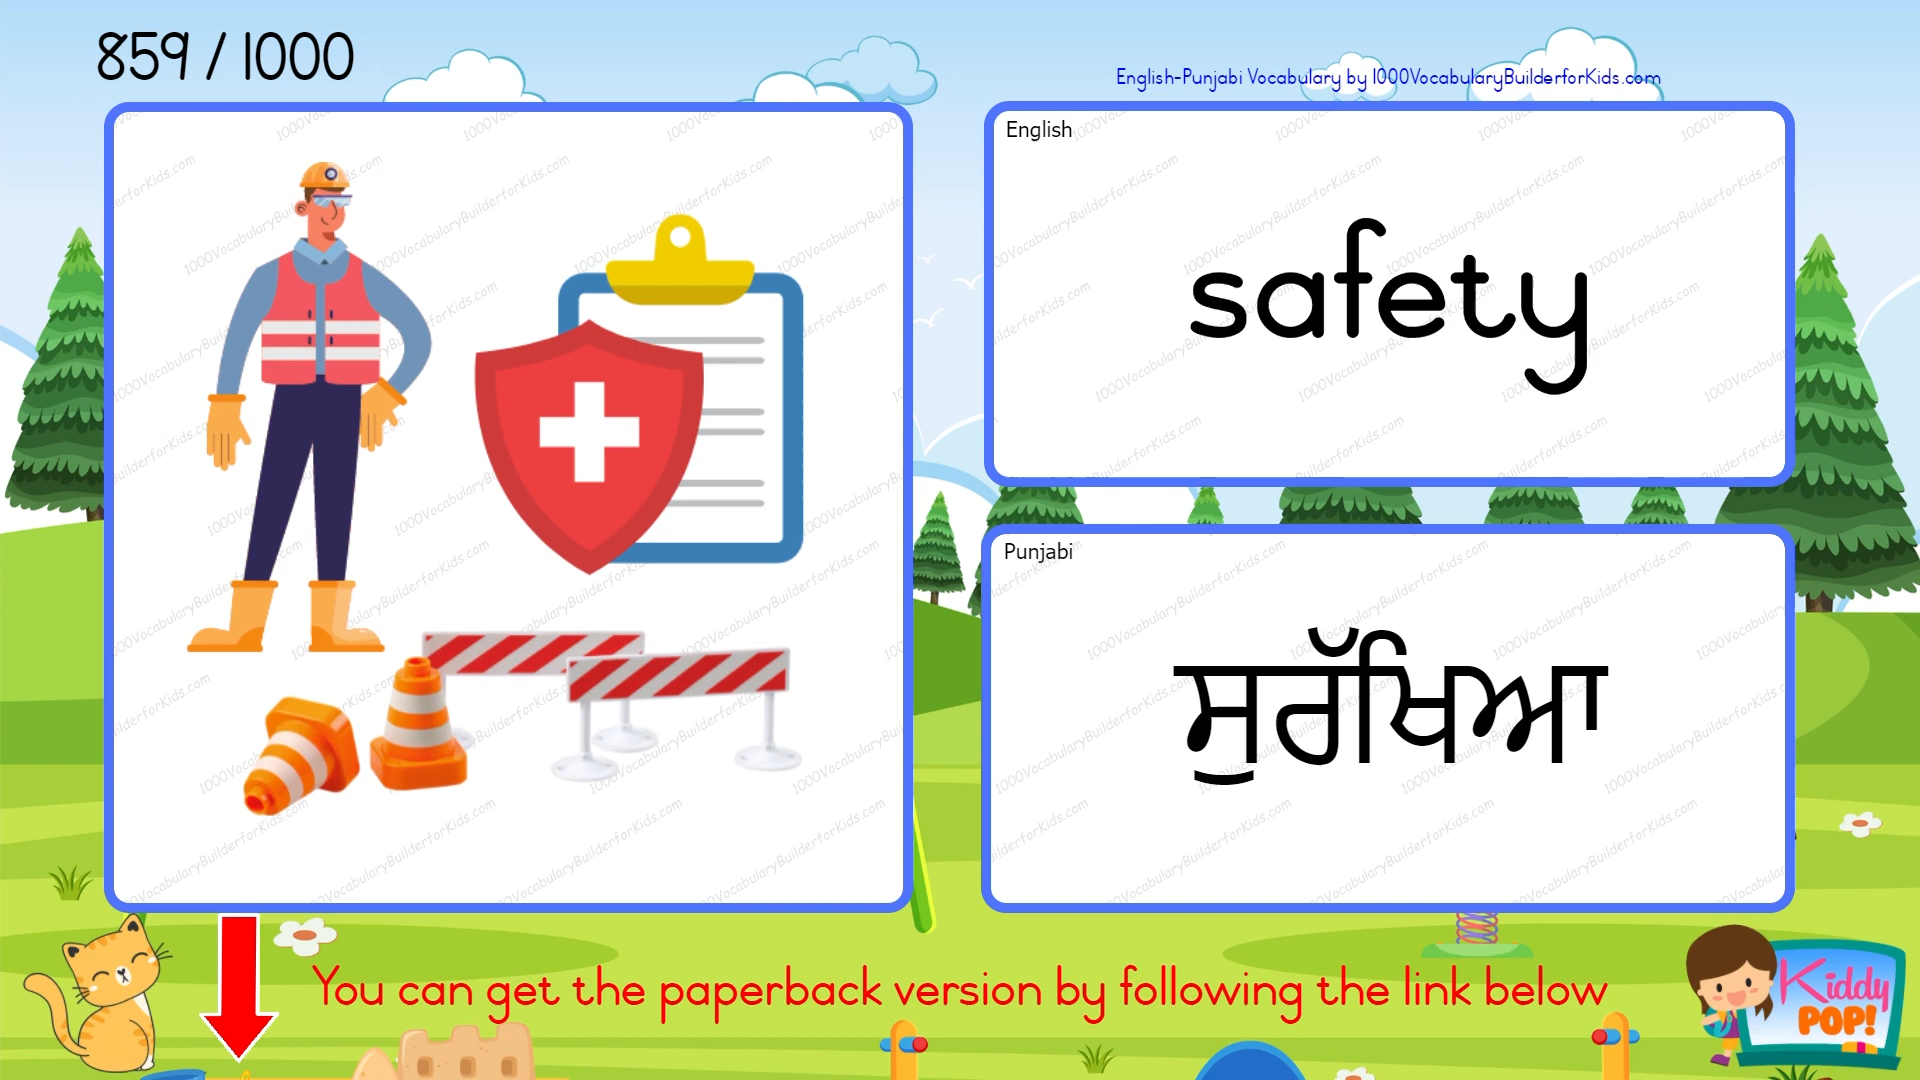 859 / 1000
English-Punjabi Vocabulary by 1000VocabularyBuilderforKids.com
English
safety
Punjabi
ਸੁਰੱਖਿਆ
You can get the paperback version by following the link below
Kiddy
POP!